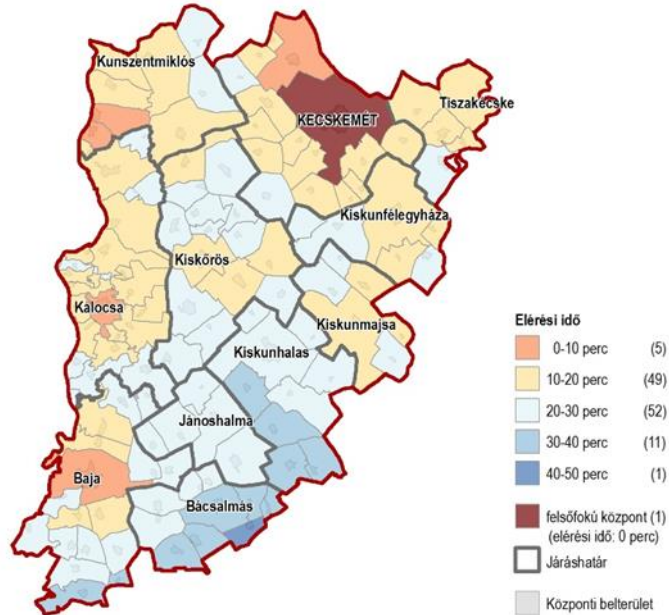 Kunszentmiklós
KECSKEMÉT
Tiszakécske
Kiskunfélegyháza
Kiskőrös
Kalocsa
Kiskunmajsa
Kiskunhalas
Jánoshalma
Baja
Bácsalmás
Elérési idő
0-10 perc (5)
10-20 perc (49)
20-30 perc (52)
30-40 perc (11)
40-50 perc (1)
felsőfokú központ (1)
(elérési idő: 0 perc)
Járáshatár
Központi belterület